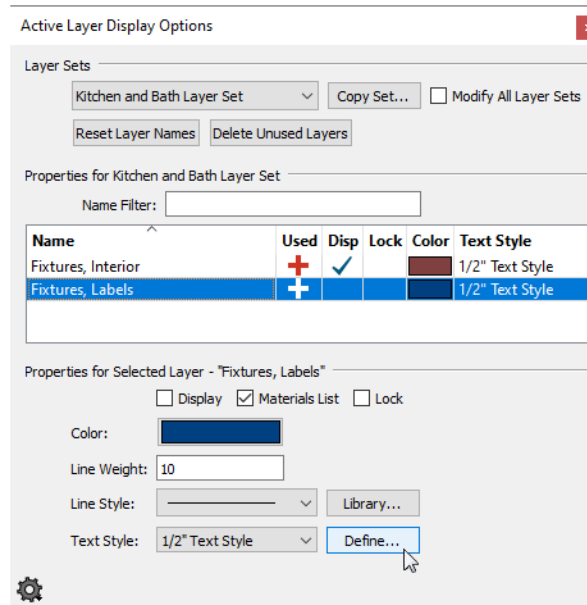 Active Layer Display Options
Layer Sets
Kitchen and Bath Layer Set Copy Set... Modify All Layer Sets
Reset Layer Names Delete Unused Layers
Properties for Kitchen and Bath Layer Set
Name Filter:
Name Used Disp Lock Color Text Style
Fixtures, Interior 1/2" Text Style
Fixtures, Labels 1/2" Text Style
Properties for Selected Layer - "Fixtures, Labels"
Display Materials List Lock
Color:
Line Weight: 10
Line Style: Library...
Text Style: 1/2" Text Style Define...